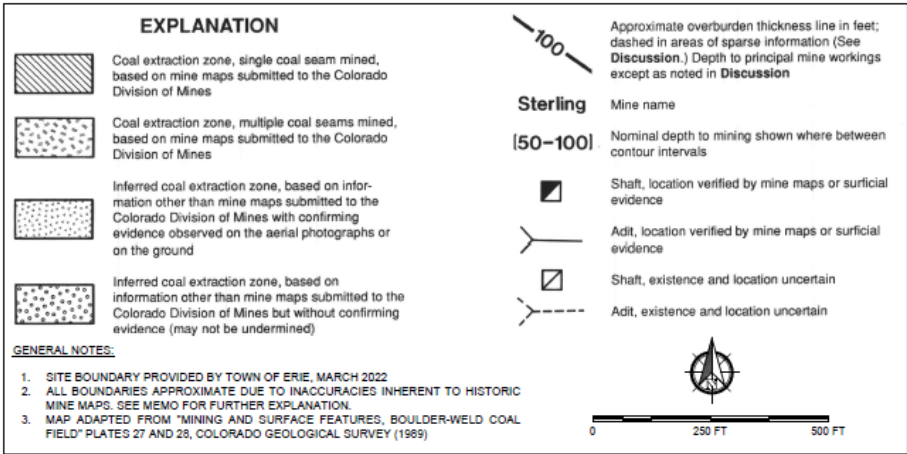 EXPLANATION
Coal extraction zone, single coal seam mined,
based on mine maps submitted to the Colorado
Division of Mines
Coal extraction zone, multiple coal seams mined,
based on mine maps submitted to the Colorado
Division of Mines
Inferred coal extraction zone, based on infor-
mation other than mine maps submitted to the
Colorado Division of Mines with confirming
evidence observed on the aerial photographs or
on the ground
Inferred coal extraction zone, based on
information other than mine maps submitted to the
Colorado Division of Mines but without confirming
evidence (may not be undermined)
100
Approximate overburden thickness line in feet;
dashed in areas of sparse information (See
Discussion.) Depth to principal mine workings
except as noted in Discussion
Sterling
Mine name
[50-100]
Nominal depth to mining shown where between
contour intervals
Shaft, location verified by mine maps or surficial
evidence
Adit, location verified by mine maps or surficial
evidence
Shaft, existence and location uncertain
Adit, existence and location uncertain
GENERAL NOTES:
1. SITE BOUNDARY PROVIDED BY TOWN OF ERIE, MARCH 2022
2. ALL BOUNDARIES APPROXIMATE DUE TO INACCURACIES INHERENT TO HISTORIC
MINE MAPS. SEE MEMO FOR FURTHER EXPLANATION.
3. MAP ADAPTED FROM "MINING AND SURFACE FEATURES, BOULDER-WELD COAL
FIELD" PLATES 27 AND 28, COLORADO GEOLOGICAL SURVEY (1989)
N
0 250 FT 500 FT